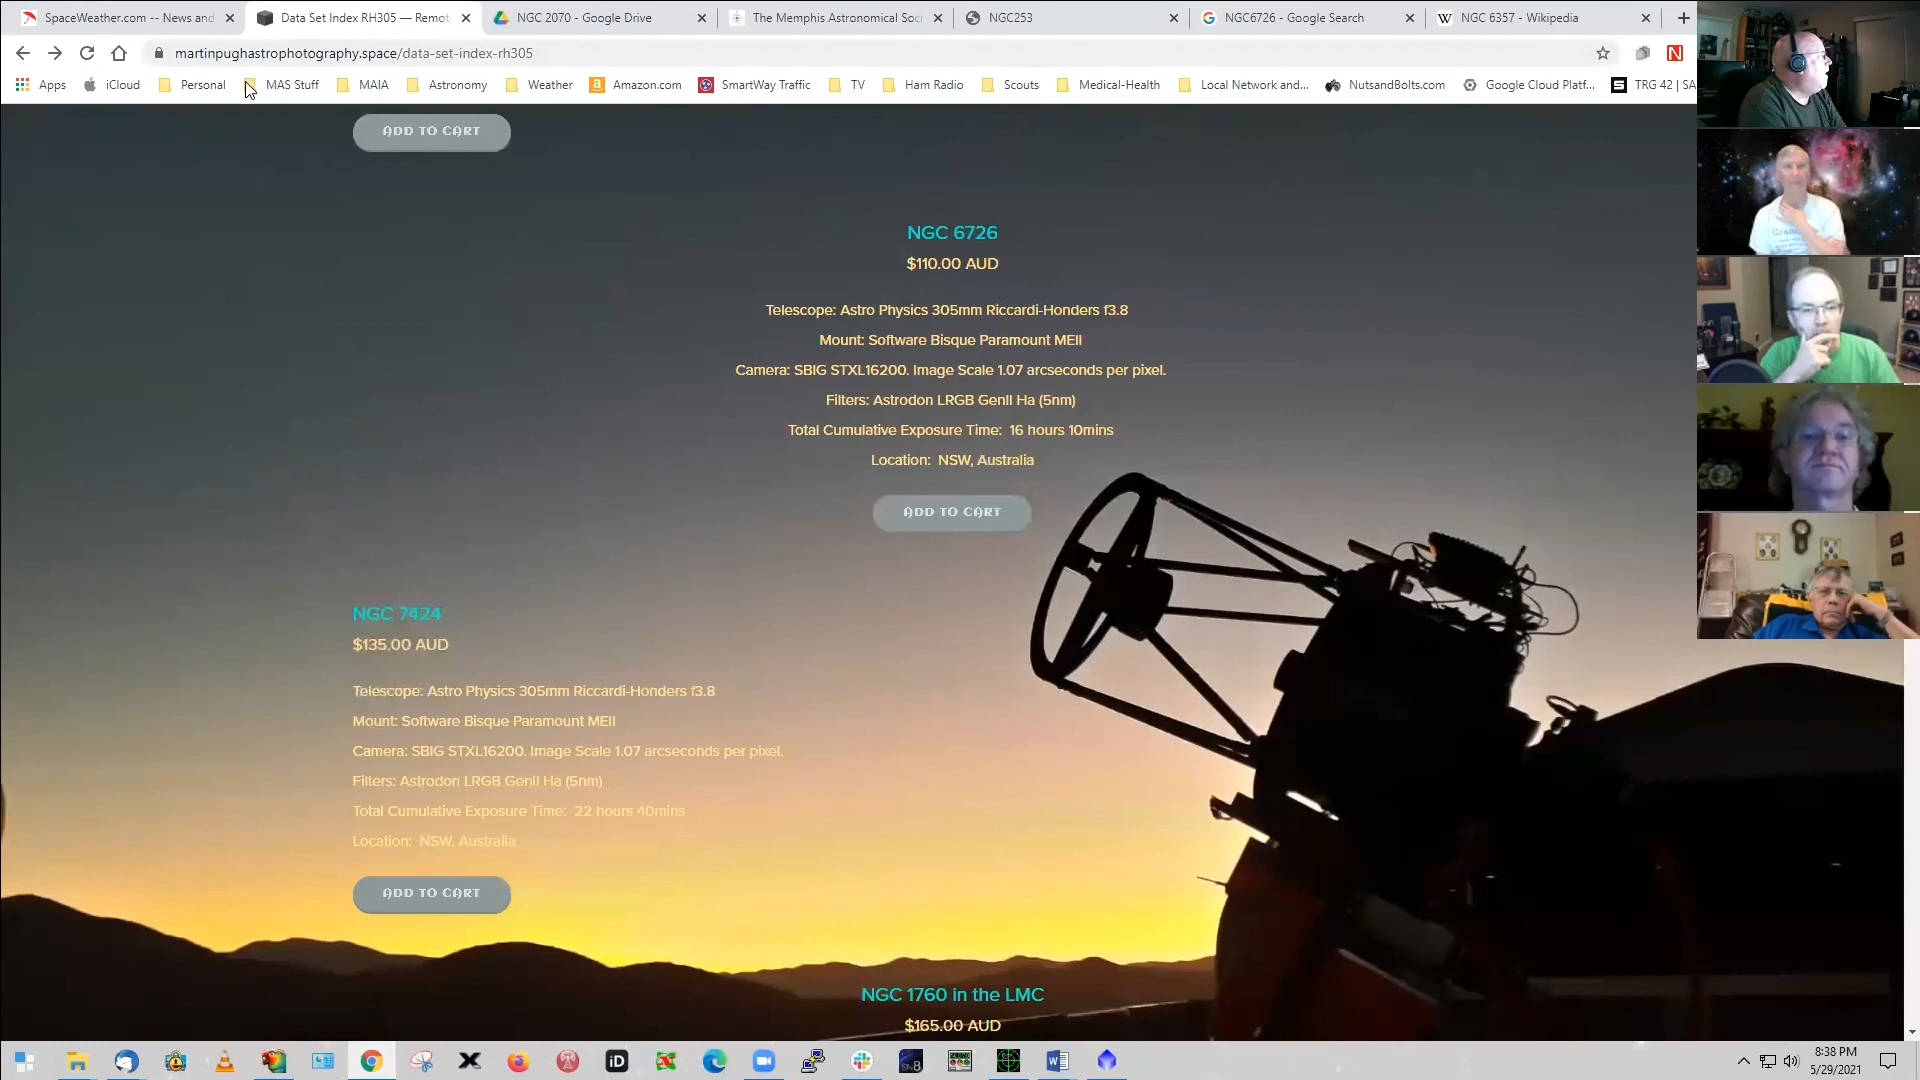 SpaceWeather.com -- News and
Data Set Index RH305 — Remot
NGC 2070 - Google Drive
The Memphis Astronomical Soc
NGC253
NGC6726 - Google Search
NGC 6357 - Wikipedia
martinpughastrophotography.space/data-set-index-rh305
Apps
iCloud
Personal
MAS Stuff
MAIA
Astronomy
Weather
Amazon.com
SmartWay Traffic
TV
Ham Radio
Scouts
Medical-Health
Local Network and...
NutsandBolts.com
Google Cloud Platf...
TRG 42 | SA
ADD TO CART
NGC 6726
$110.00 AUD
Telescope: Astro Physics 305mm Riccardi-Honders f3.8
Mount: Software Bisque Paramount MEII
Camera: SBIG STXL16200. Image Scale 1.07 arcseconds per pixel.
Filters: Astrodon LRGB GenII Ha (5nm)
Total Cumulative Exposure Time: 16 hours 10mins
Location: NSW, Australia
ADD TO CART
NGC 7424
$135.00 AUD
Telescope: Astro Physics 305mm Riccardi-Honders f3.8
Mount: Software Bisque Paramount MEII
Camera: SBIG STXL16200. Image Scale 1.07 arcseconds per pixel.
Filters: Astrodon LRGB GenII Ha (5nm)
Total Cumulative Exposure Time: 22 hours 40mins
Location: NSW, Australia
ADD TO CART
NGC 1760 in the LMC
$165.00 AUD
8:38 PM
5/29/2021